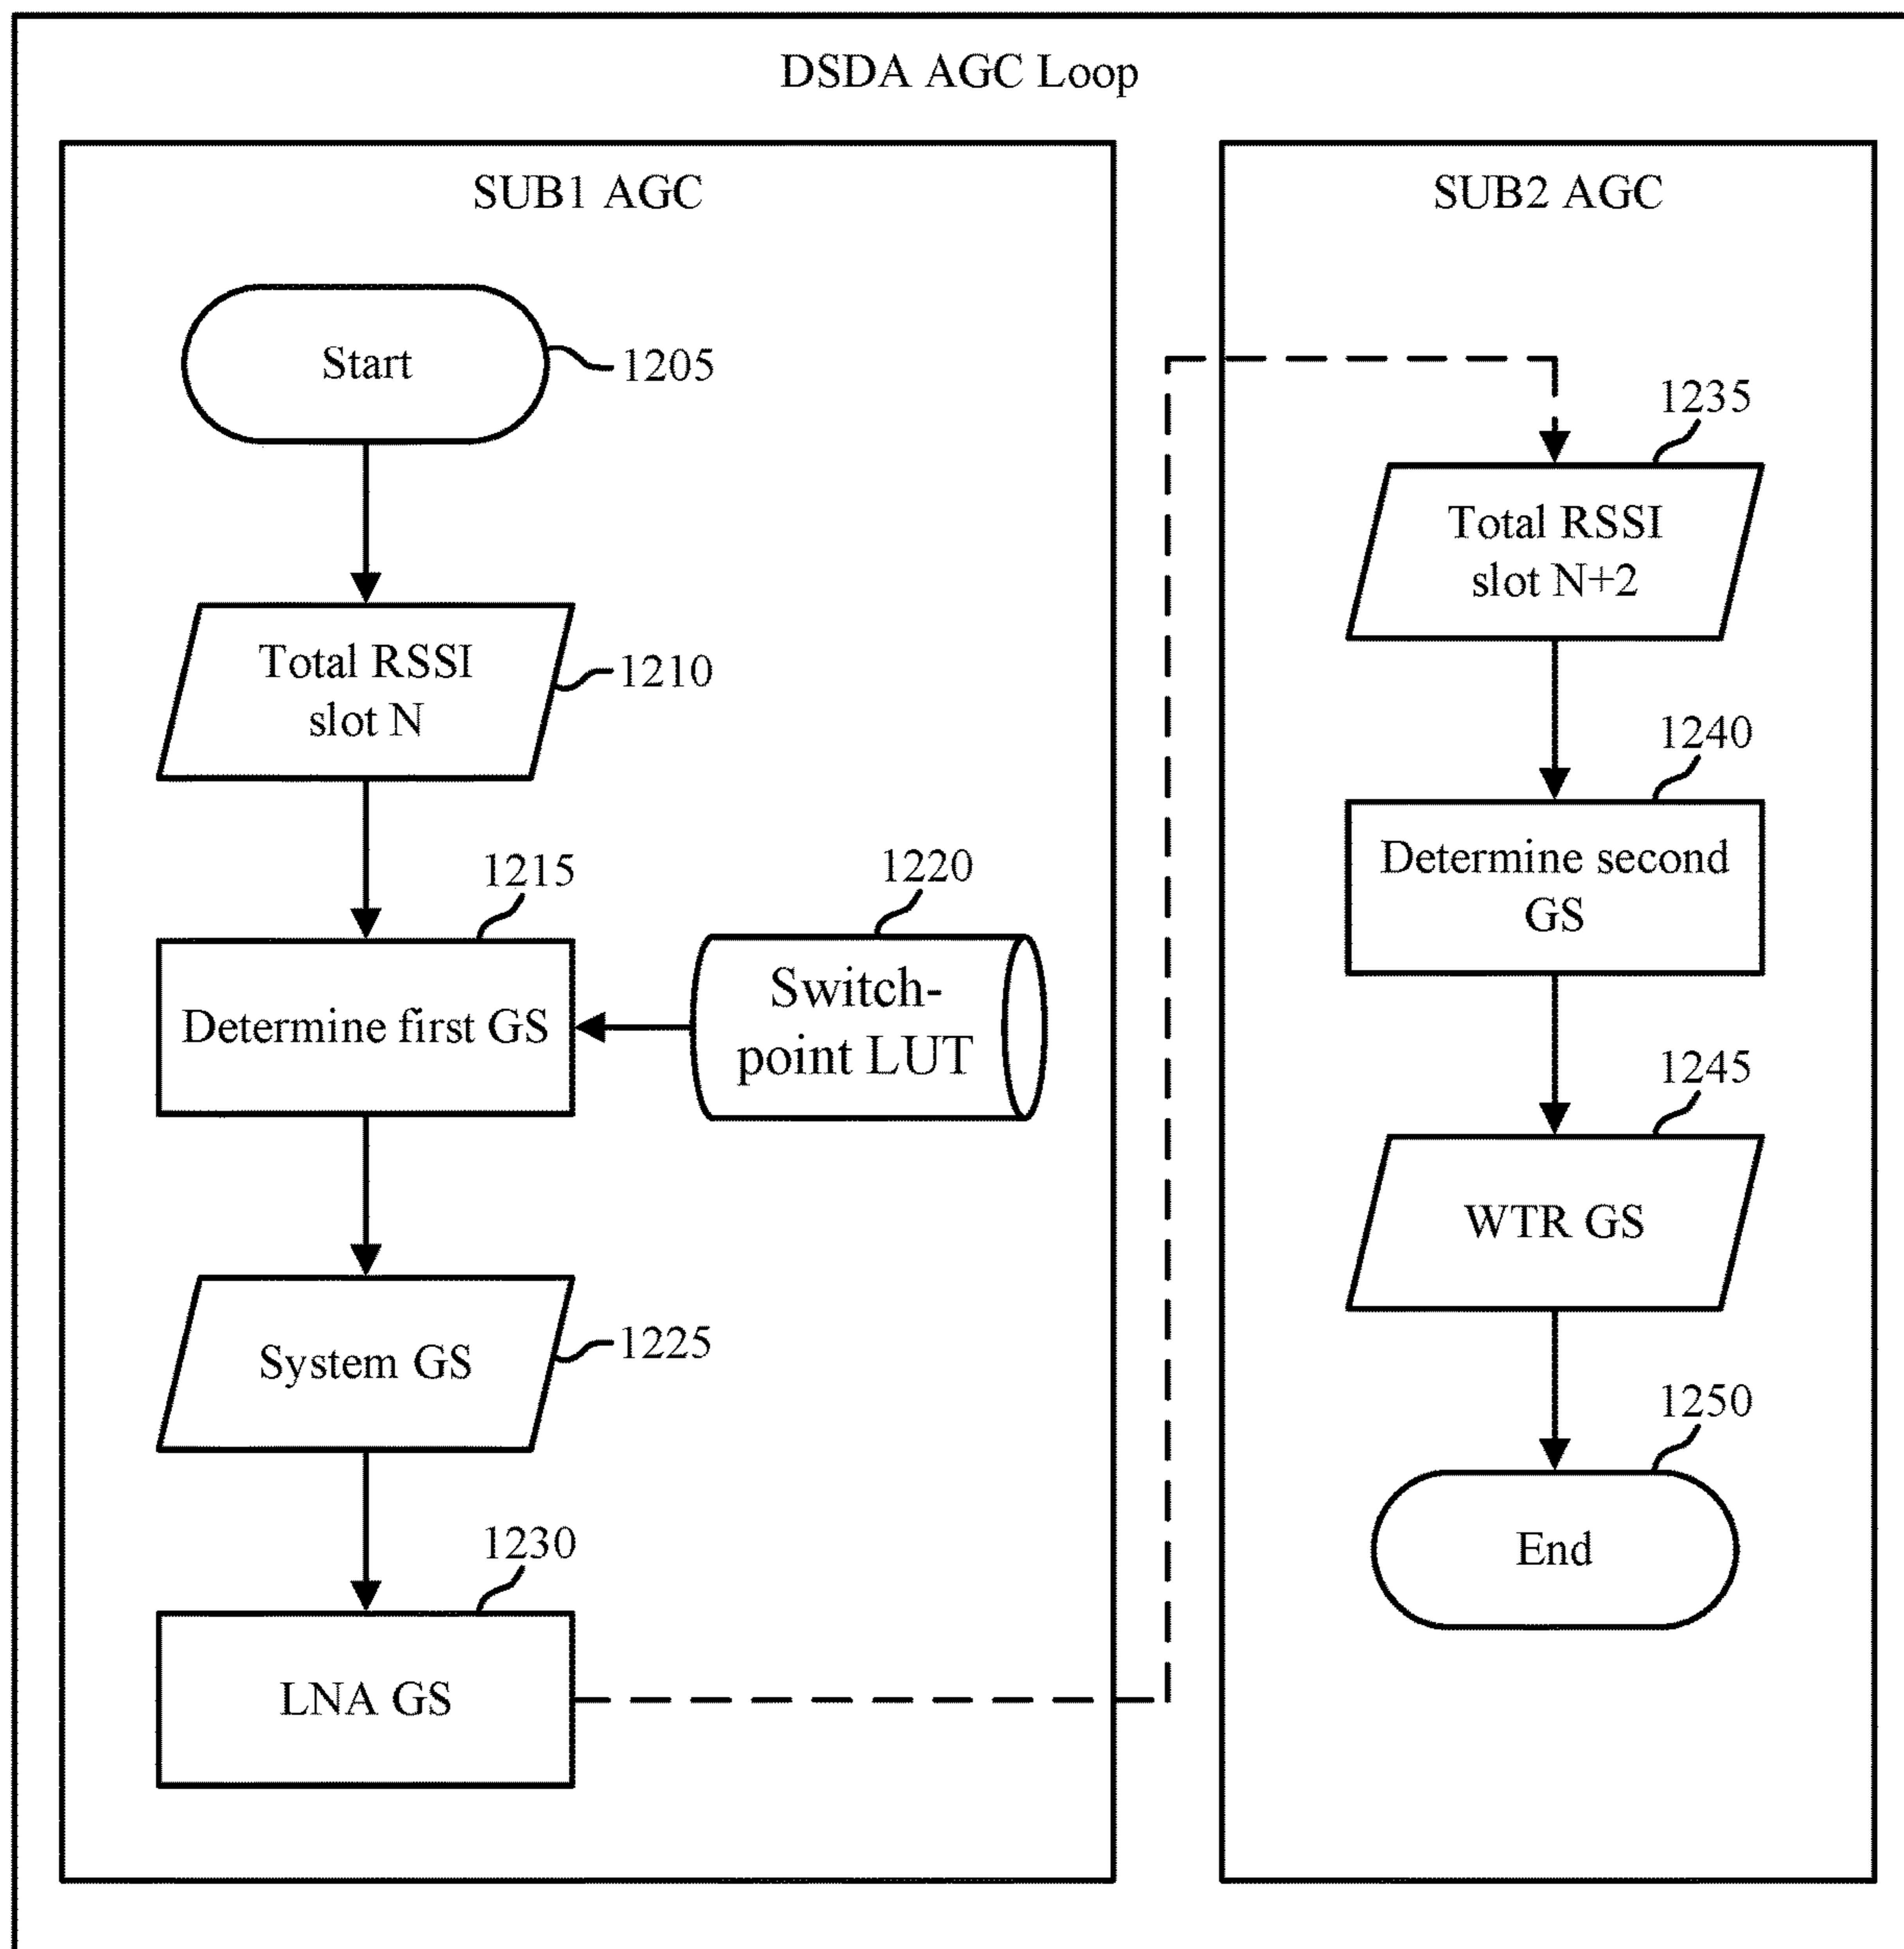 DSDA AGC Loop
SUB1 AGC
Start
1205
Total RSSI
slot N
1210
1215
Determine first GS
1220
Switch-
point LUT
System GS
1225
1230
LNA GS
SUB2 AGC
1235
Total RSSI
slot N+2
1240
Determine second
GS
1245
WTR GS
1250
End